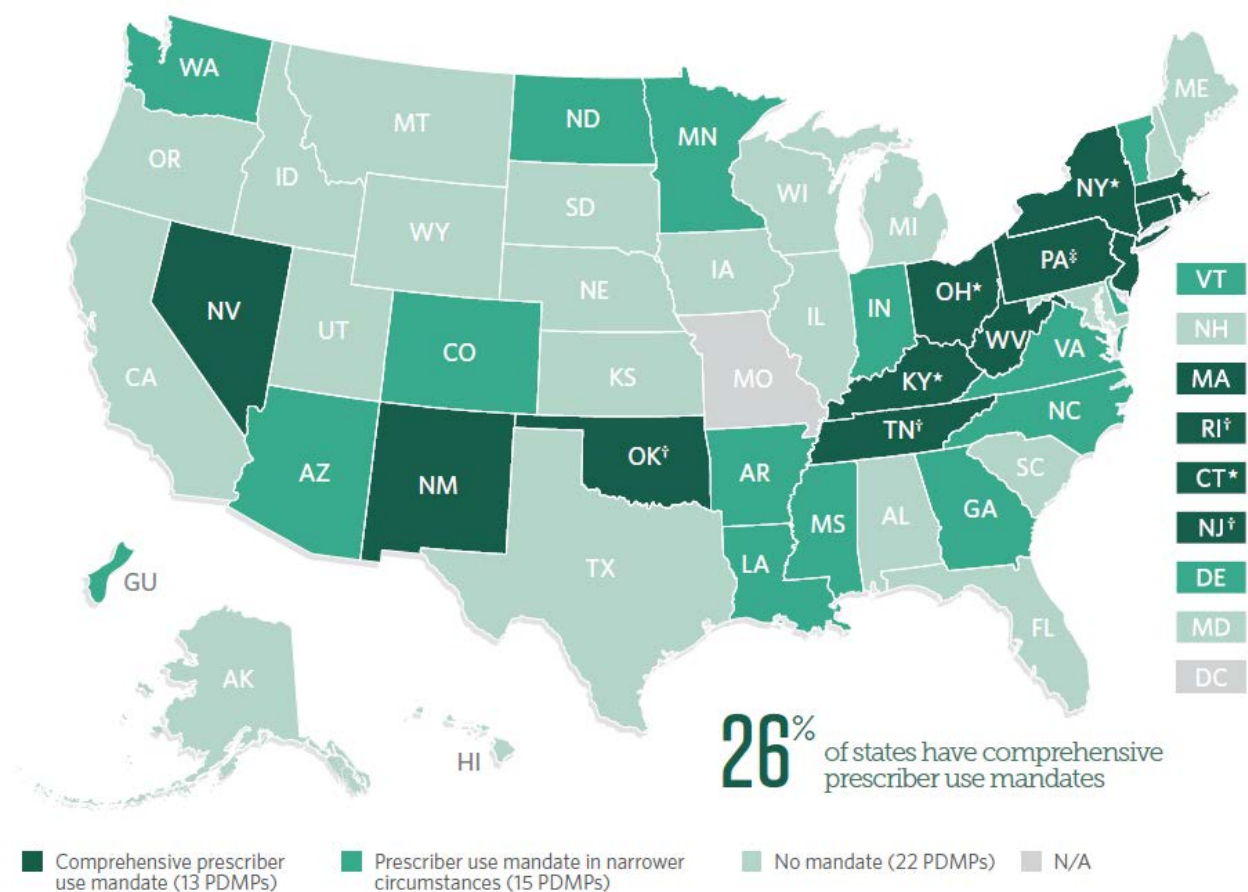 WA
MT
ND
MN
ME
OR
ID
SD
WI
NY★
WY
MI
IA
PA‡
NE
OH★
NV
UT
IL
IN
WV
CO
VA
CA
KS
MO
KY★
NC
TN†
OK†
AZ
NM
AR
SC
MS
AL
GA
TX
LA
GU
FL
AK
HI
VT
NH
MA
RI†
CT★
NJ†
DE
MD
DC
26% of states have comprehensive
prescriber use mandates
Comprehensive prescriber
use mandate (13 PDMPs)
Prescriber use mandate in narrower
circumstances (15 PDMPs)
No mandate (22 PDMPs)
N/A